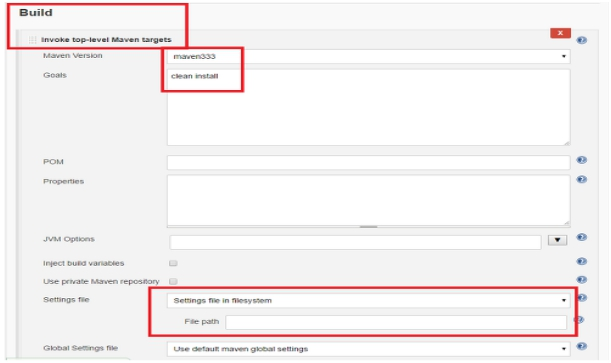 Build
Invoke top-level Maven targets
x
Maven Version
maven333
Goals
clean install
POM
Properties
JVM Options
Inject build variables
Use private Maven repository
Settings file
Settings file in filesystem
File path
Global Settings file
Use default maven global settings